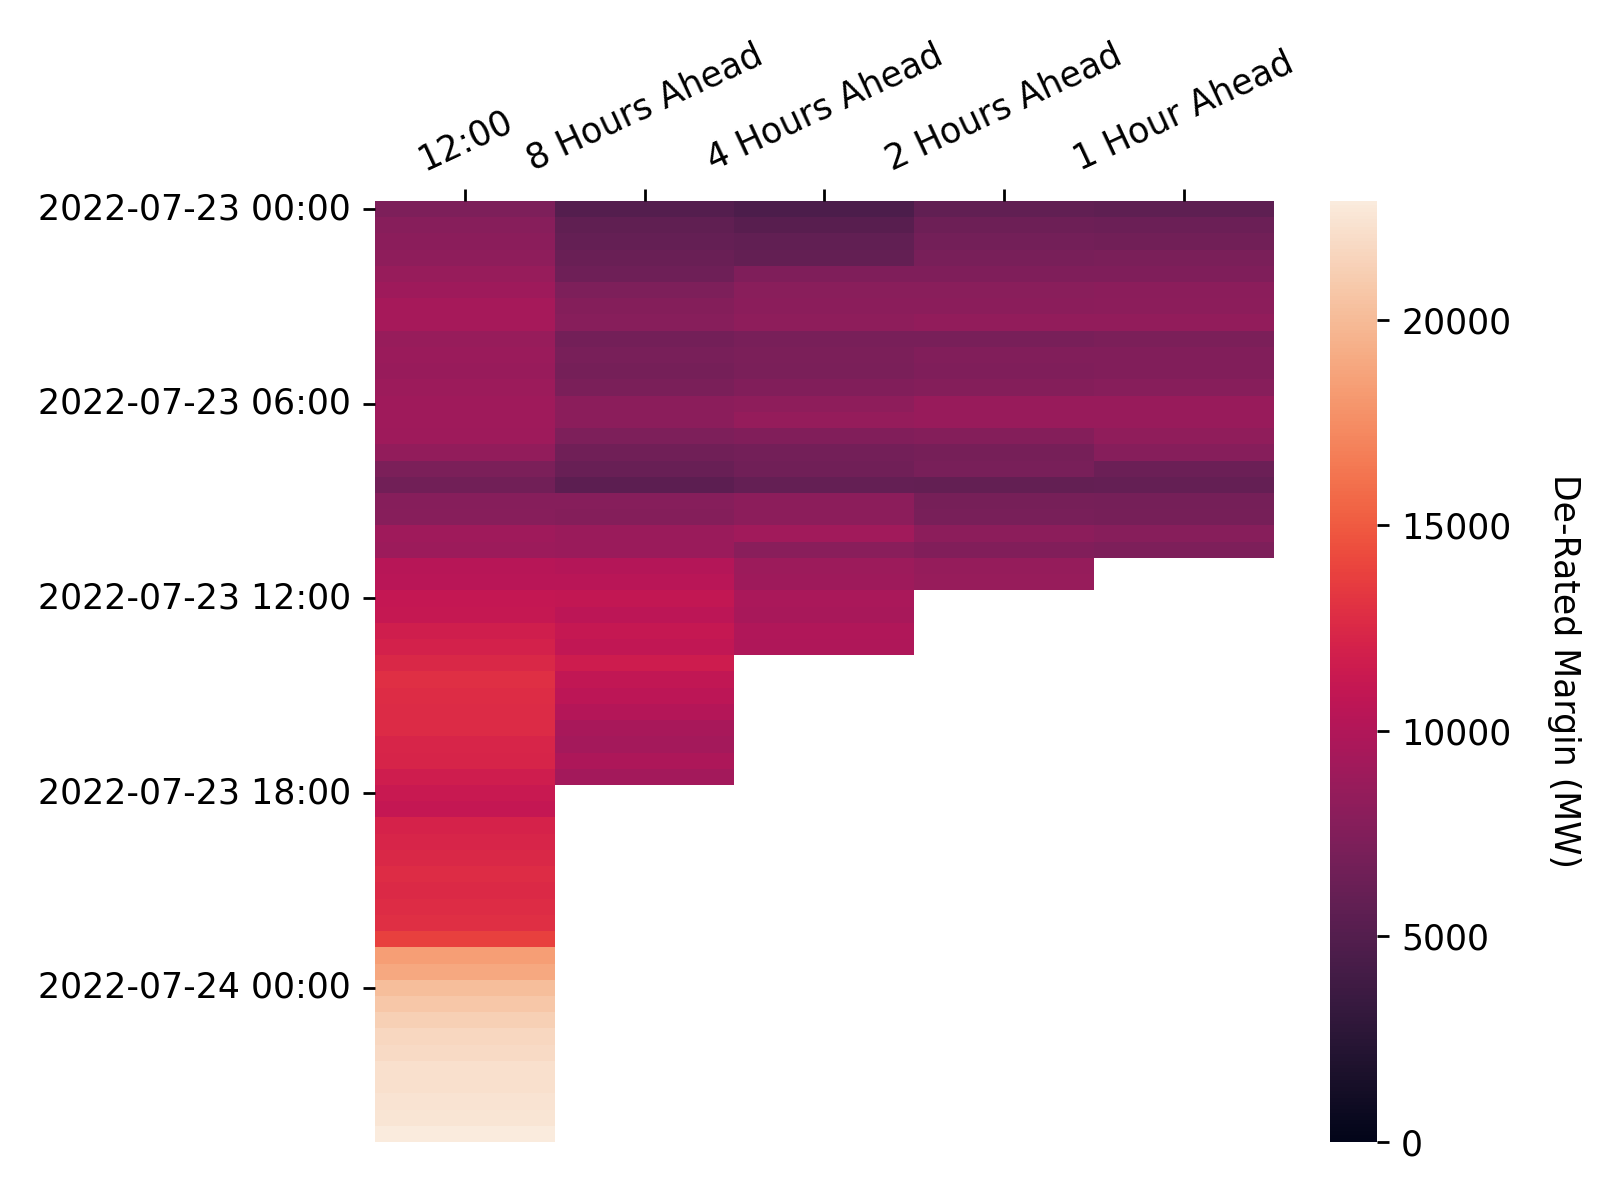 12:00
8 Hours Ahead
4 Hours Ahead
2 Hours Ahead
1 Hour Ahead
2022-07-23 00:00
2022-07-23 06:00
2022-07-23 12:00
2022-07-23 18:00
2022-07-24 00:00
20000
15000
10000
5000
0
De-Rated Margin (MW)